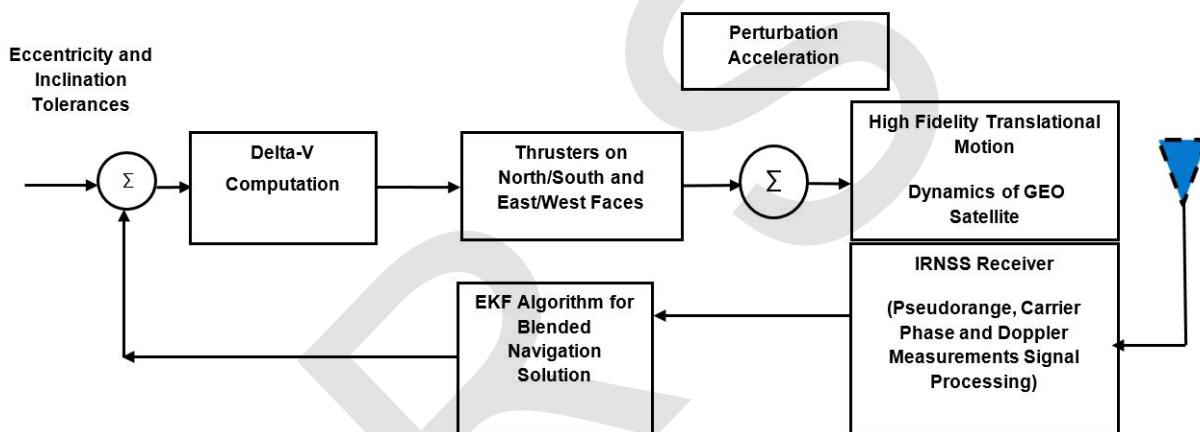 Perturbation
Acceleration
Eccentricity and
Inclination
Tolerances
Σ
Delta-V
Computation
Thrusters on
North/South and
East/West Faces
Σ
High Fidelity Translational
Motion
Dynamics of GEO
Satellite
EKF Algorithm for
Blended
Navigation
Solution
IRNSS Receiver
(Pseudorange, Carrier
Phase and Doppler
Measurements Signal
Processing)